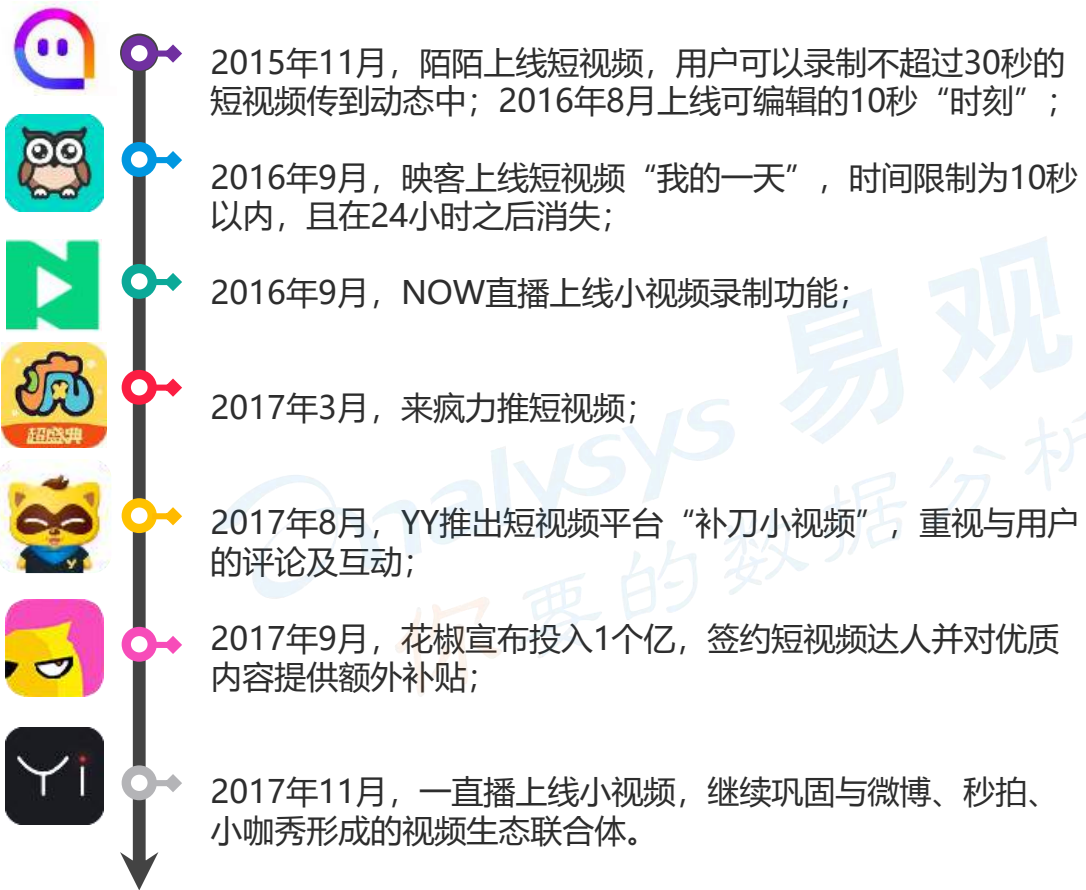 2015年11月，陌陌上线短视频，用户可以录制不超过30秒的
短视频传到动态中；2016年8月上线可编辑的10秒“时刻”；
2016年9月，映客上线短视频“我的一天”，时间限制为10秒
以内，且在24小时之后消失；
N
2016年9月，NOW直播上线小视频录制功能；
疯
超盛典
2017年3月，来疯力推短视频；
Y
2017年8月，YY推出短视频平台“补刀小视频”，重视与用户
的评论及互动；
2017年9月，花椒宣布投入1个亿，签约短视频达人并对优质
内容提供额外补贴；
Yi
2017年11月，一直播上线小视频，继续巩固与微博、秒拍、
小咖秀形成的视频生态联合体。
analysys 易观
你要的数据分析